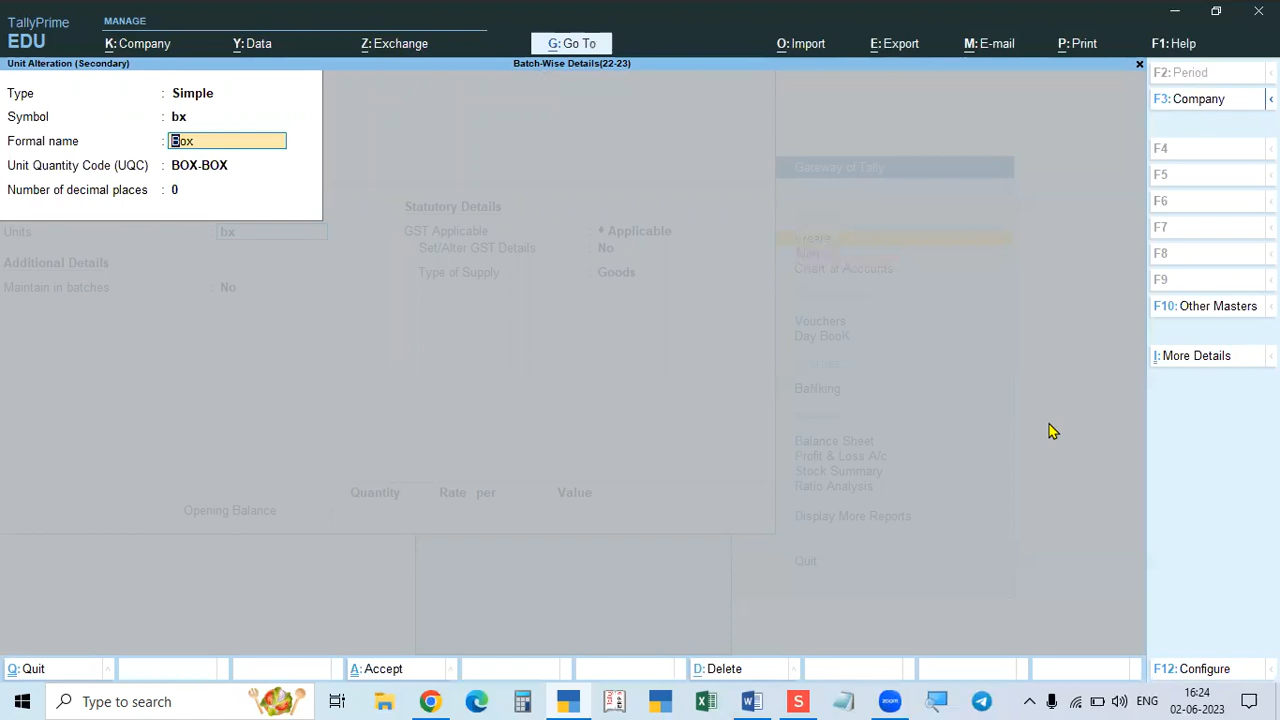 TallyPrime
EDU
MANAGE
K: Company
Y: Data
Z: Exchange
G: Go To
O: Import
E: Export
M: E-mail
P: Print
F1: Help
Unit Alteration (Secondary)
Batch-Wise Details(22-23)
Type : Simple
Symbol : bx
Formal name : Box
Unit Quantity Code (UQC) : BOX-BOX
Number of decimal places : 0
Units bx
Additional Details
Maintain in batches : No
Statutory Details
GST Applicable : Applicable
Set/Alter GST Details : No
Type of Supply : Goods
Quantity Rate per Value
Opening Balance
Gateway of Tally
Chart of Accounts
Vouchers
Day Book
Banking
Balance Sheet
Profit & Loss A/c
Stock Summary
Ratio Analysis
Display More Reports
Quit
F2: Period
F3: Company
F4
F5
F6
F7
F8
F9
F10: Other Masters
I: More Details
Q: Quit
A: Accept
D: Delete
F12: Configure
Type here to search
ENG
16:24
02-06-2023